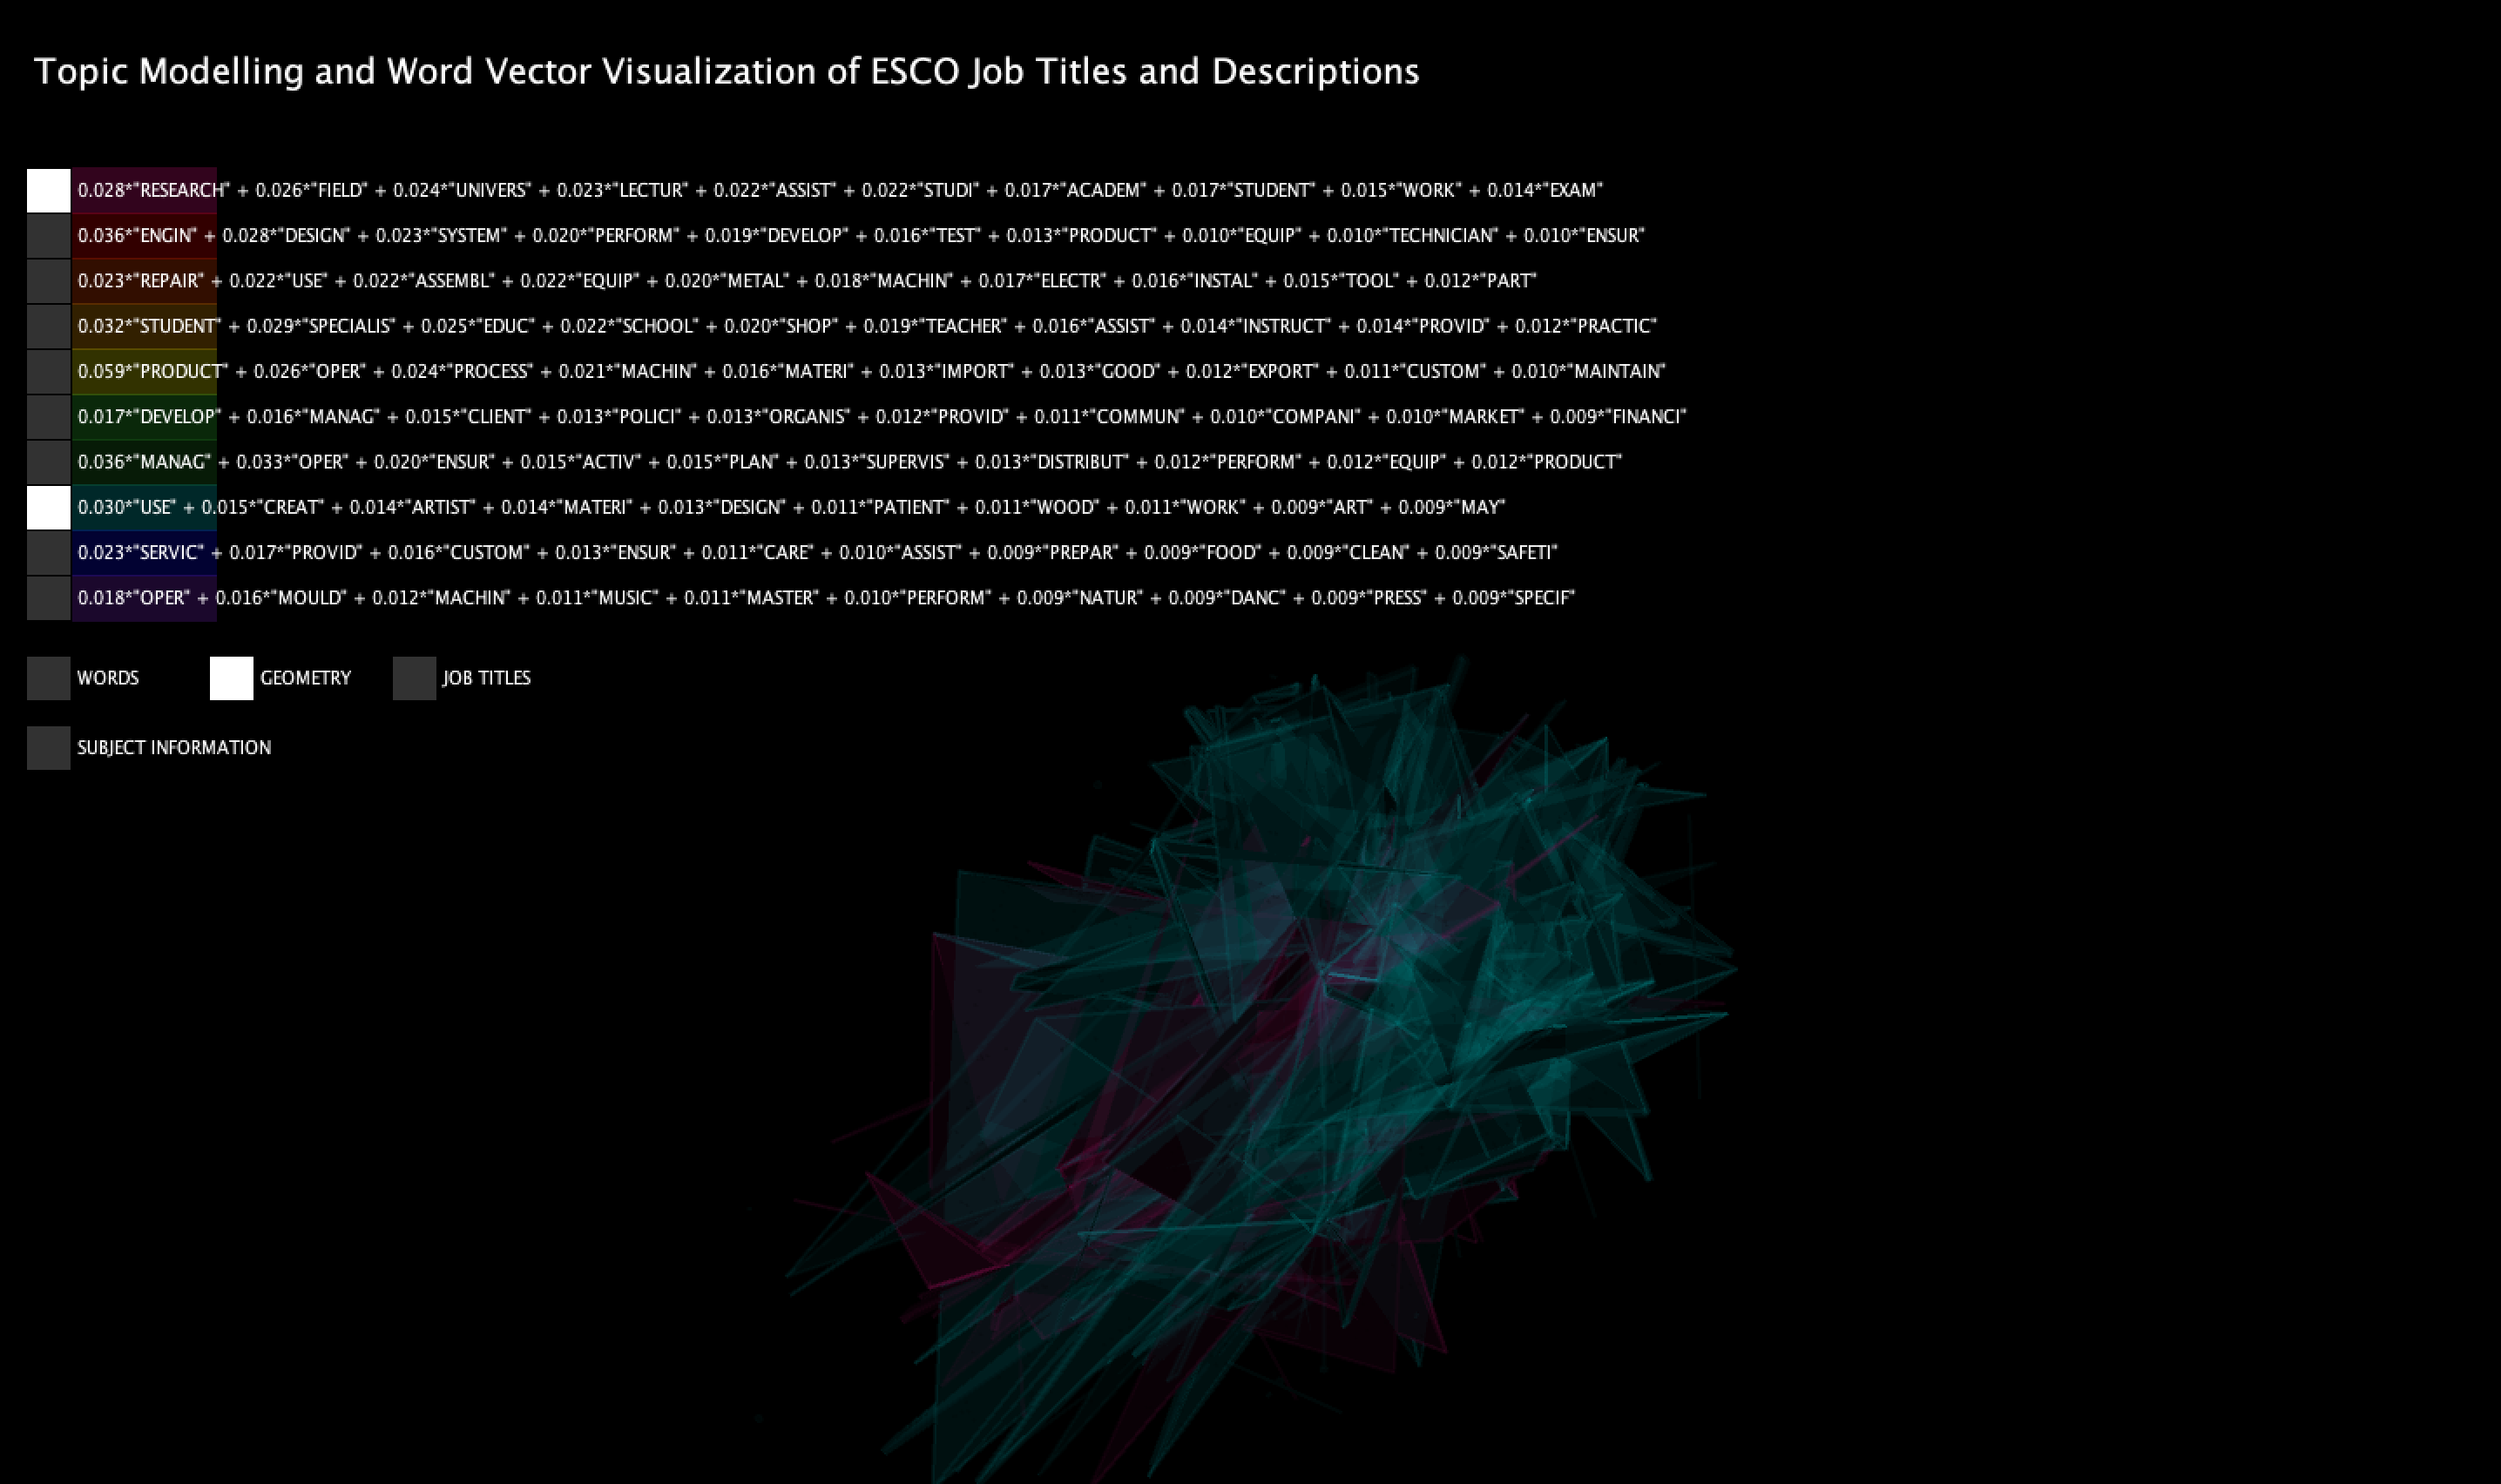 Topic Modelling and Word Vector Visualization of ESCO Job Titles and Descriptions
0.028*"RESEARCH" + 0.026*"FIELD" + 0.024*"UNIVERS" + 0.023*"LECTUR" + 0.022*"ASSIST" + 0.022*"STUDI" + 0.017*"ACADEM" + 0.017*"STUDENT" + 0.015*"WORK" + 0.014*"EXAM"
0.036*"ENGIN" + 0.028*"DESIGN" + 0.023*"SYSTEM" + 0.020*"PERFORM" + 0.019*"DEVELOP" + 0.016*"TEST" + 0.013*"PRODUCT" + 0.010*"EQUIP" + 0.010*"TECHNICIAN" + 0.010*"ENSUR"
0.023*"REPAIR" + 0.022*"USE" + 0.022*"ASSEMBL" + 0.022*"EQUIP" + 0.020*"METAL" + 0.018*"MACHIN" + 0.017*"ELECTR" + 0.016*"INSTAL" + 0.015*"TOOL" + 0.012*"PART"
0.032*"STUDENT" + 0.029*"SPECIALIS" + 0.025*"EDUC" + 0.022*"SCHOOL" + 0.020*"SHOP" + 0.019*"TEACHER" + 0.016*"ASSIST" + 0.014*"INSTRUCT" + 0.014*"PROVID" + 0.012*"PRACTIC"
0.059*"PRODUCT" + 0.026*"OPER" + 0.024*"PROCESS" + 0.021*"MACHIN" + 0.016*"MATERI" + 0.013*"IMPORT" + 0.013*"GOOD" + 0.012*"EXPORT" + 0.011*"CUSTOM" + 0.010*"MAINTAIN"
0.017*"DEVELOP" + 0.016*"MANAG" + 0.015*"CLIENT" + 0.013*"POLICI" + 0.013*"ORGANIS" + 0.012*"PROVID" + 0.011*"COMMUN" + 0.010*"COMPANI" + 0.010*"MARKET" + 0.009*"FINANCI"
0.036*"MANAG" + 0.033*"OPER" + 0.020*"ENSUR" + 0.015*"ACTIV" + 0.015*"PLAN" + 0.013*"SUPERVIS" + 0.013*"DISTRIBUT" + 0.012*"PERFORM" + 0.012*"EQUIP" + 0.012*"PRODUCT"
0.030*"USE" + 0.015*"CREAT" + 0.014*"ARTIST" + 0.014*"MATERI" + 0.013*"DESIGN" + 0.011*"PATIENT" + 0.011*"WOOD" + 0.011*"WORK" + 0.009*"ART" + 0.009*"MAY"
0.023*"SERVIC" + 0.017*"PROVID" + 0.016*"CUSTOM" + 0.013*"ENSUR" + 0.011*"CARE" + 0.010*"ASSIST" + 0.009*"PREPAR" + 0.009*"FOOD" + 0.009*"CLEAN" + 0.009*"SAFETI"
0.018*"OPER" + 0.016*"MOULD" + 0.012*"MACHIN" + 0.011*"MUSIC" + 0.011*"MASTER" + 0.010*"PERFORM" + 0.009*"NATUR" + 0.009*"DANC" + 0.009*"PRESS" + 0.009*"SPECIF"
WORDS GEOMETRY JOB TITLES
SUBJECT INFORMATION